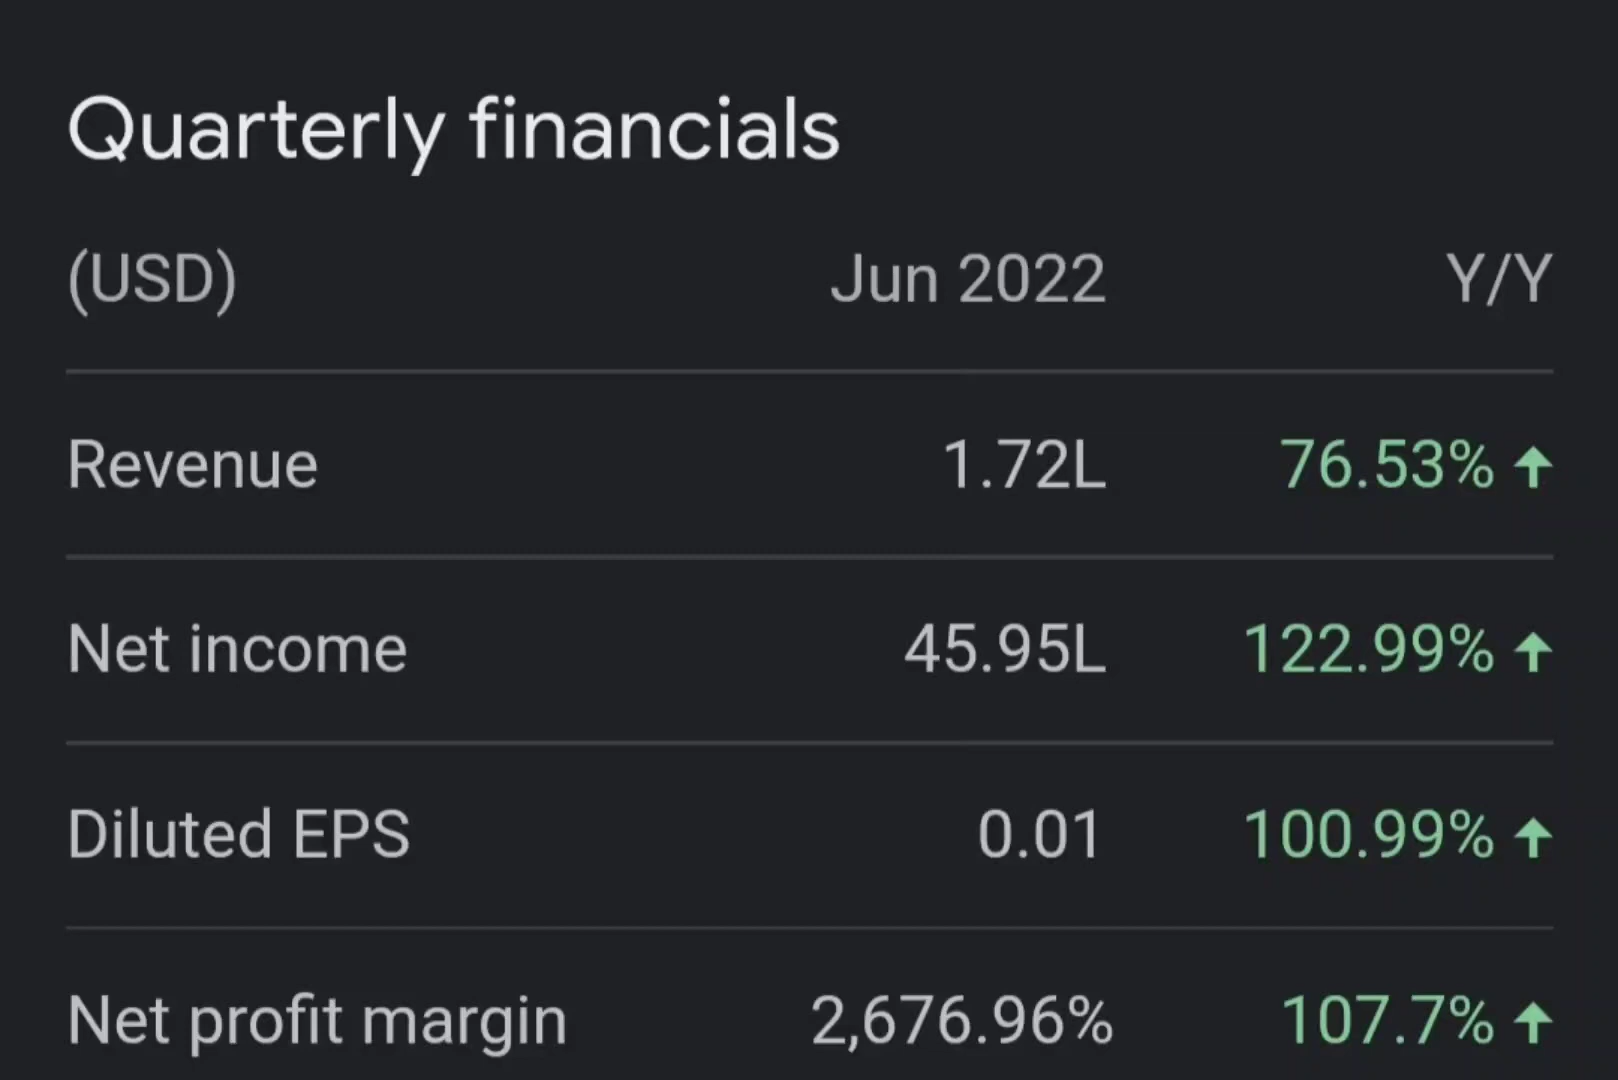 Quarterly financials
(USD) Jun 2022 Y/Y
Revenue 1.72L 76.53% ↑
Net income 45.95L 122.99% ↑
Diluted EPS 0.01 100.99% ↑
Net profit margin 2,676.96% 107.7% ↑